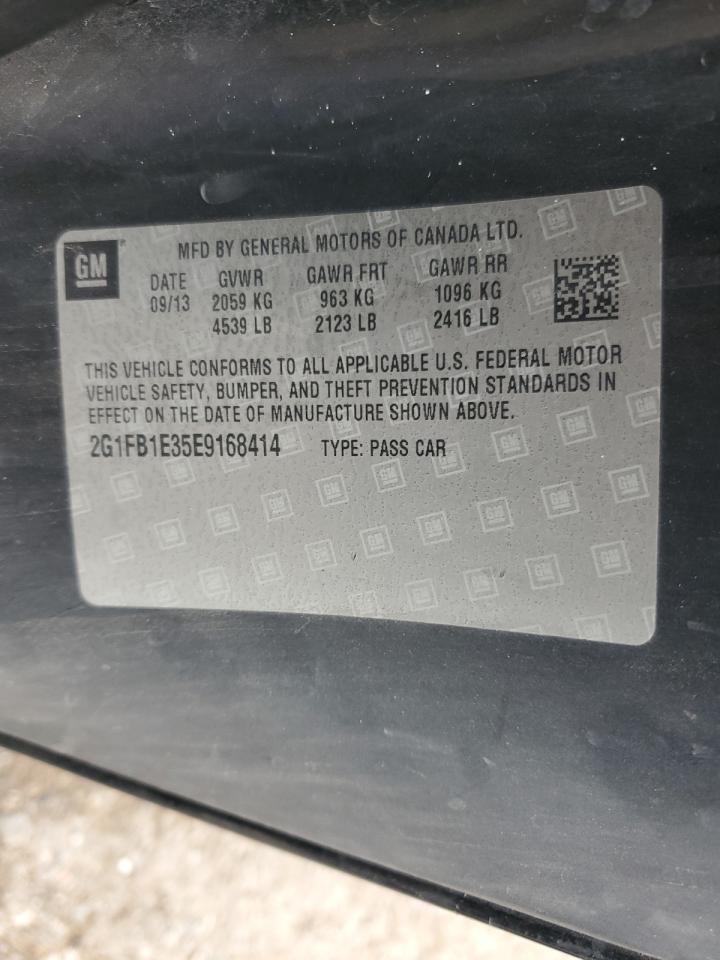 GM
MFD BY GENERAL MOTORS OF CANADA LTD.
DATE GVWR GAWR FRT GAWR RR
09/13 2059 KG 963 KG 1096 KG
4539 LB 2123 LB 2416 LB
THIS VEHICLE CONFORMS TO ALL APPLICABLE U.S. FEDERAL MOTOR
VEHICLE SAFETY, BUMPER, AND THEFT PREVENTION STANDARDS IN
EFFECT ON THE DATE OF MANUFACTURE SHOWN ABOVE.
2G1FB1E35E9168414 TYPE: PASS CAR